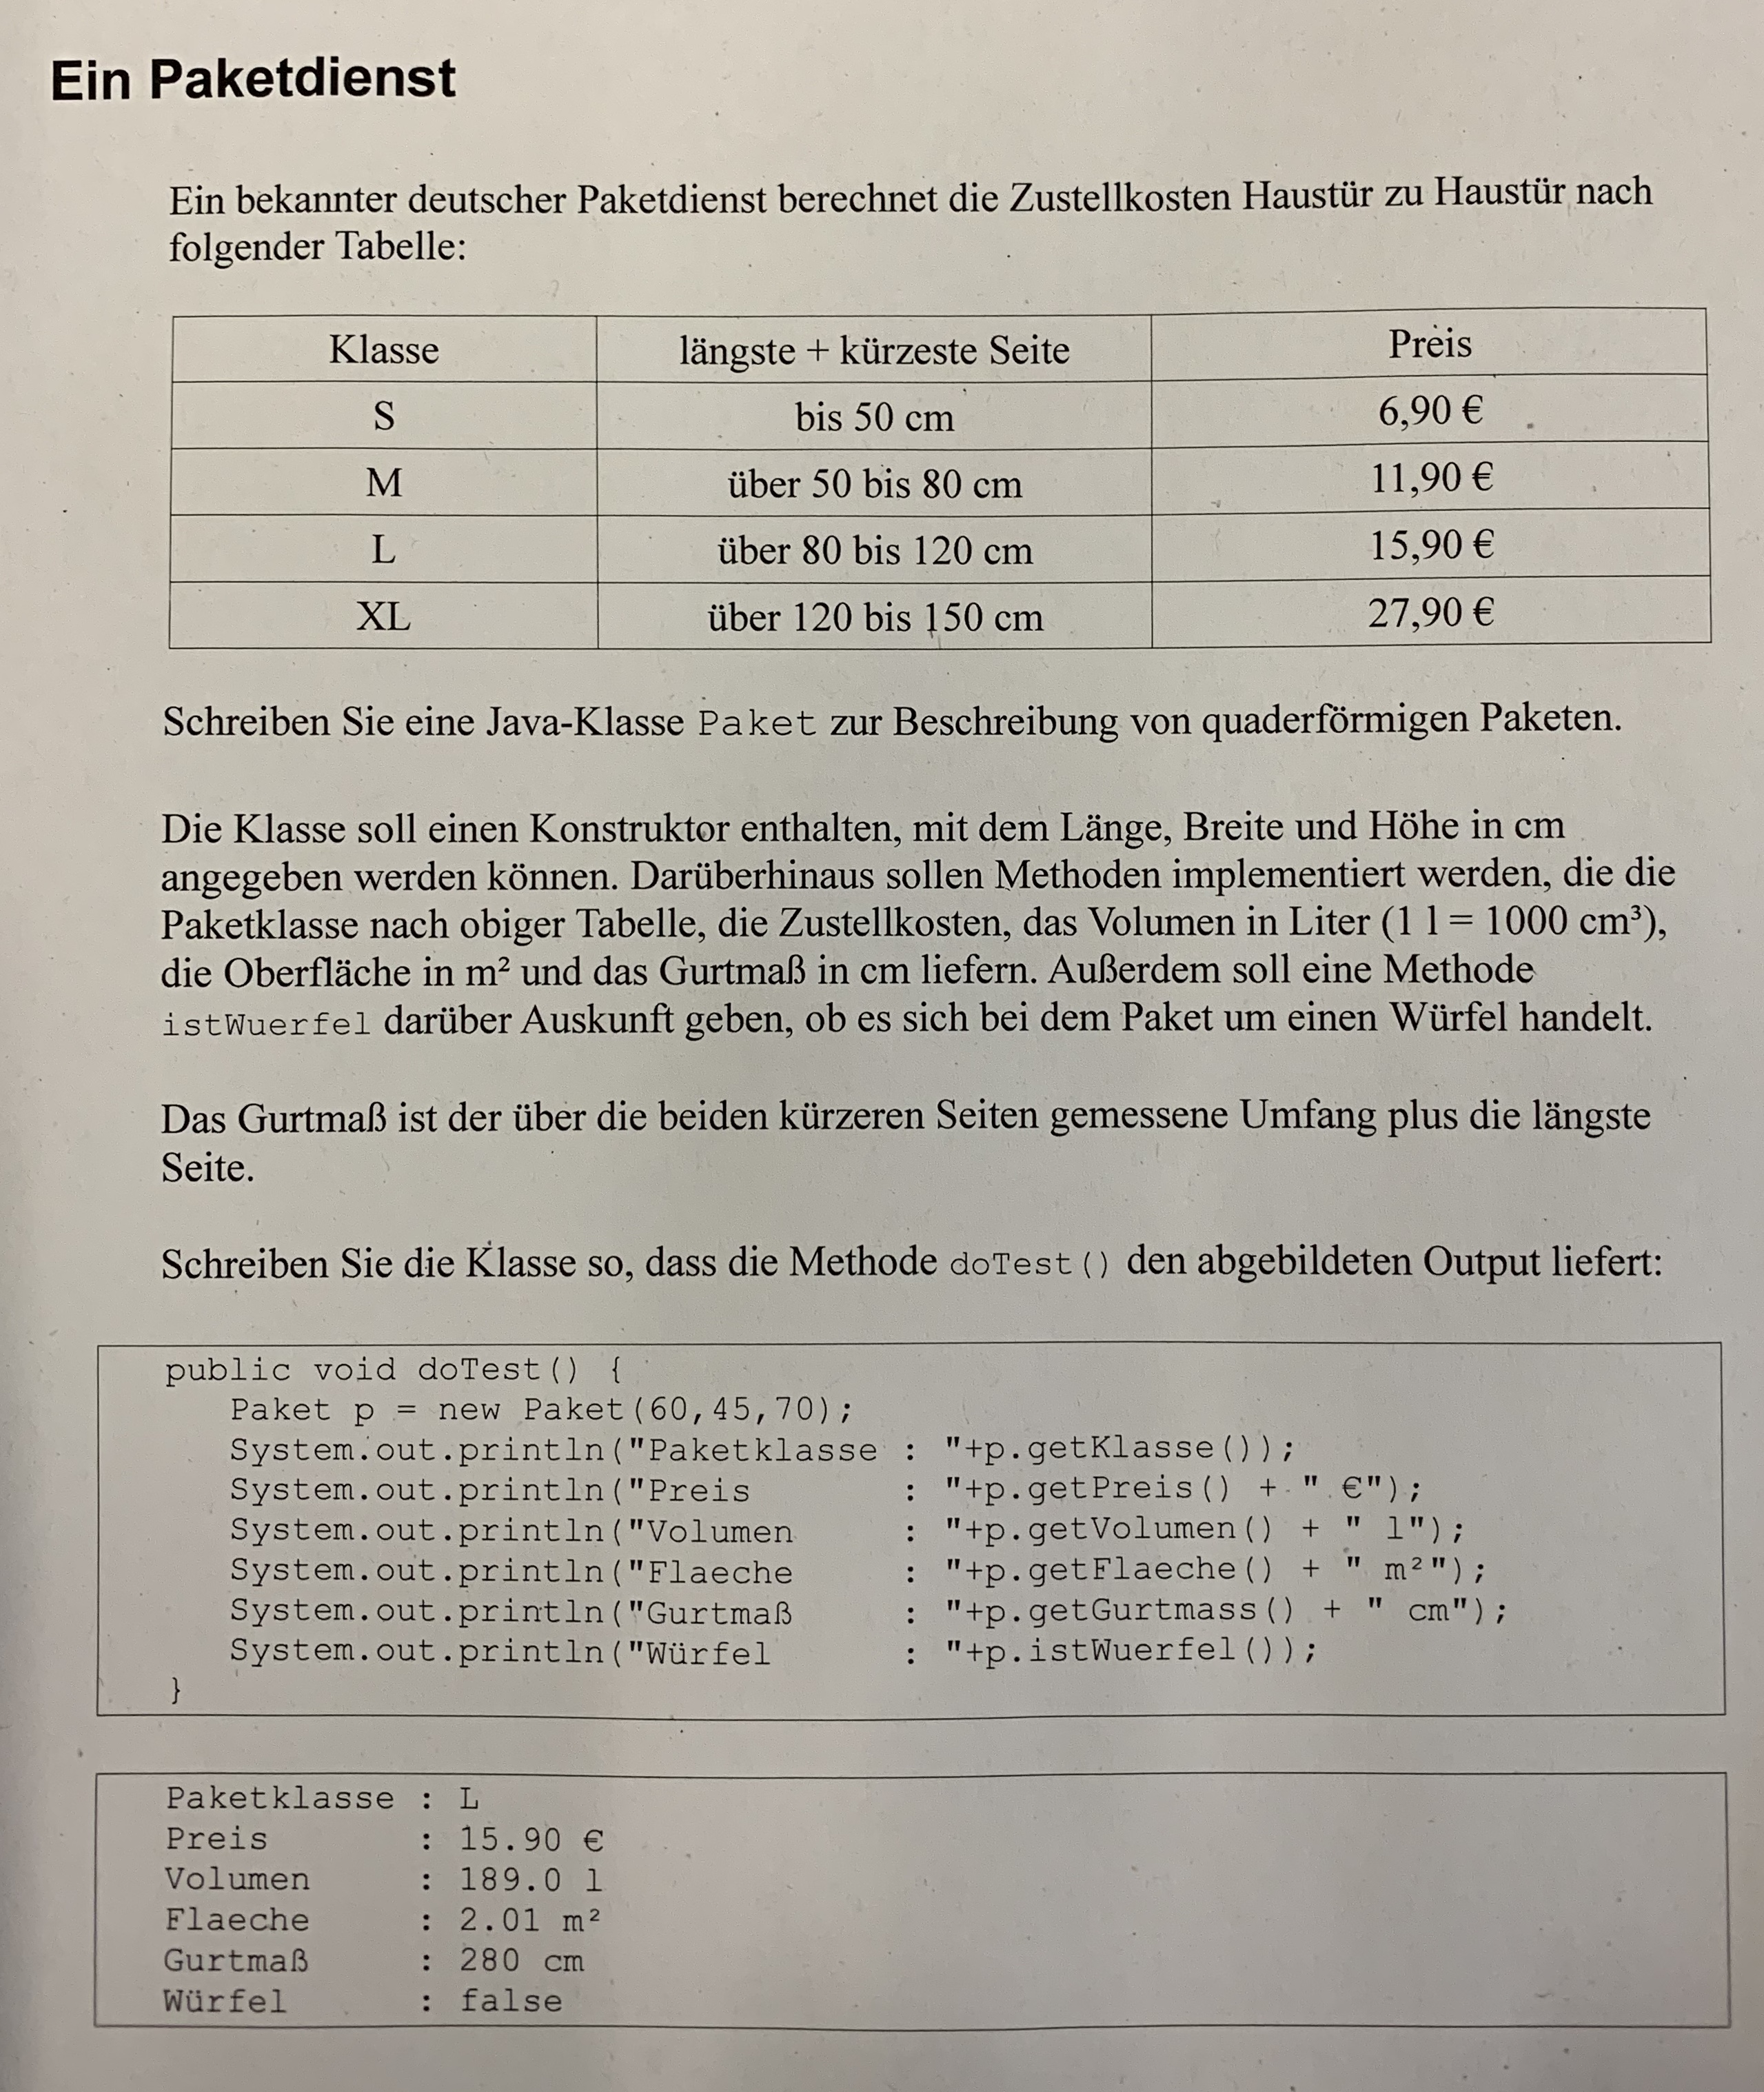 Ein Paketdienst
Ein bekannter deutscher Paketdienst berechnet die Zustellkosten Haustür zu Haustür nach
folgender Tabelle:
Klasse längste + kürzeste Seite Preis
S bis 50 cm 6,90 €
M über 50 bis 80 cm 11,90 €
L über 80 bis 120 cm 15,90 €
XL über 120 bis 150 cm 27,90 €
Schreiben Sie eine Java-Klasse Paket zur Beschreibung von quaderförmigen Paketen.
Die Klasse soll einen Konstruktor enthalten, mit dem Länge, Breite und Höhe in cm
angegeben werden können. Darüberhinaus sollen Methoden implementiert werden, die die
Paketklasse nach obiger Tabelle, die Zustellkosten, das Volumen in Liter (1 l = 1000 cm³),
die Oberfläche in m² und das Gurtmaß in cm liefern. Außerdem soll eine Methode
istWuerfel darüber Auskunft geben, ob es sich bei dem Paket um einen Würfel handelt.
Das Gurtmaß ist der über die beiden kürzeren Seiten gemessene Umfang plus die längste
Seite.
Schreiben Sie die Klasse so, dass die Methode doTest() den abgebildeten Output liefert:
public void doTest() {
Paket p = new Paket(60,45,70);
System.out.println("Paketklasse : "+p.getKlasse());
System.out.println("Preis : "+p.getPreis() + " €");
System.out.println("Volumen : "+p.getVolumen() + " l");
System.out.println("Flaeche : "+p.getFlaeche() + " m²");
System.out.println("Gurtmaß : "+p.getGurtmass() + " cm");
System.out.println("Würfel : "+p.istWuerfel());
}
Paketklasse : L
Preis : 15.90 €
Volumen : 189.0 l
Flaeche : 2.01 m²
Gurtmaß : 280 cm
Würfel : false